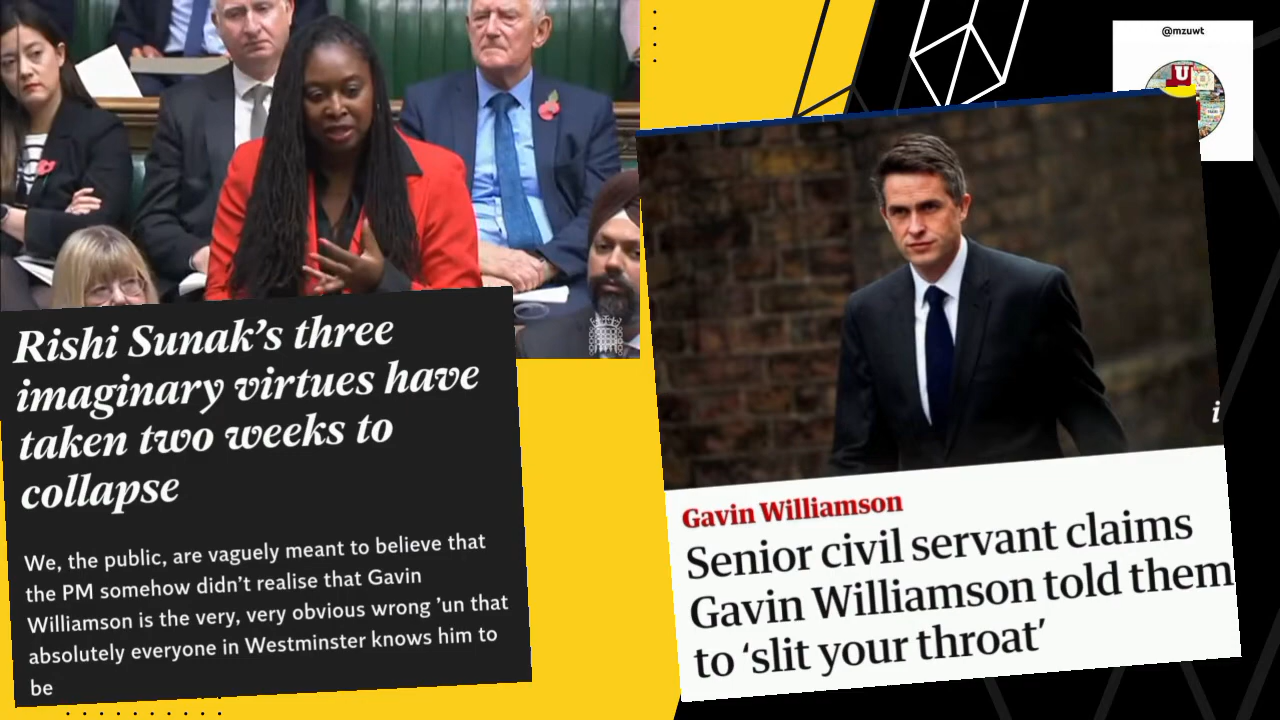 @mzuwt
U
Rishi Sunak’s three
imaginary virtues have
taken two weeks to
collapse
We, the public, are vaguely meant to believe that
the PM somehow didn’t realise that Gavin
Williamson is the very, very obvious wrong ’un that
absolutely everyone in Westminster knows him to
be
i
Gavin Williamson
Senior civil servant claims
Gavin Williamson told them
to ‘slit your throat’